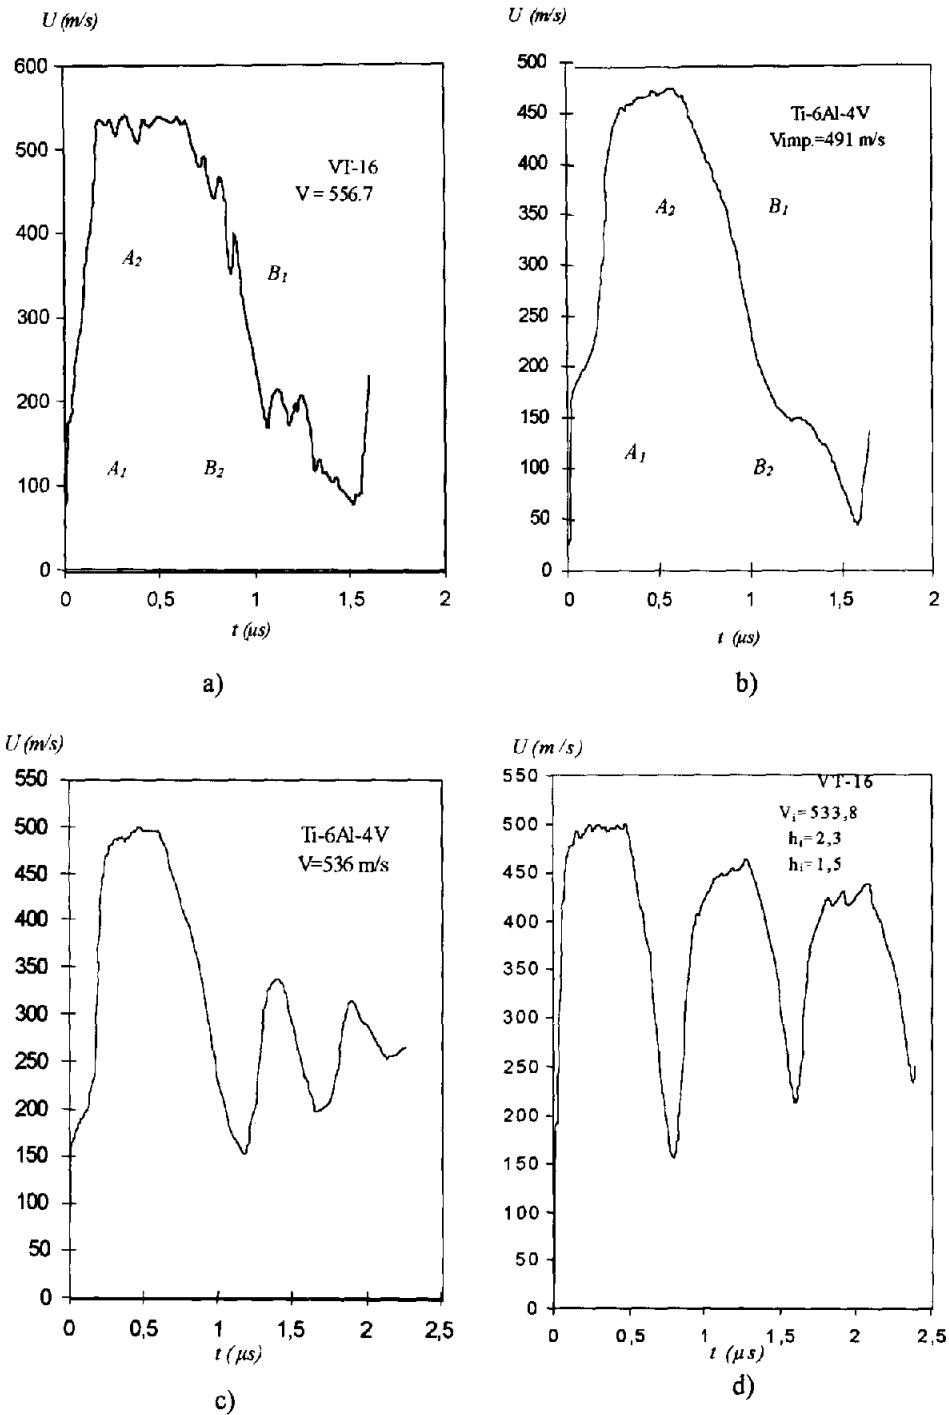 U (m/s)
600
500
400
300
200
100
0
VT-16
V = 556.7
A2
B1
A1
B2
0 0,5 1 1,5 2
t (μs)
a)
U (m/s)
500
450
400
350
300
250
200
150
100
50
0
Ti-6Al-4V
Vimp.=491 m/s
A2
B1
A1
B2
0 0,5 1 1,5 2
t (μs)
b)
U (m/s)
550
500
450
400
350
300
250
200
150
100
50
0
Ti-6Al-4V
V=536 m/s
0 0,5 1 1,5 2 2,5
t (μs)
c)
U (m/s)
550
500
450
400
350
300
250
200
150
100
50
0
VT-16
Vi=533,8
=2,3
=1,5
0 0,5 1 1,5 2 2,5
t (μs)
d)